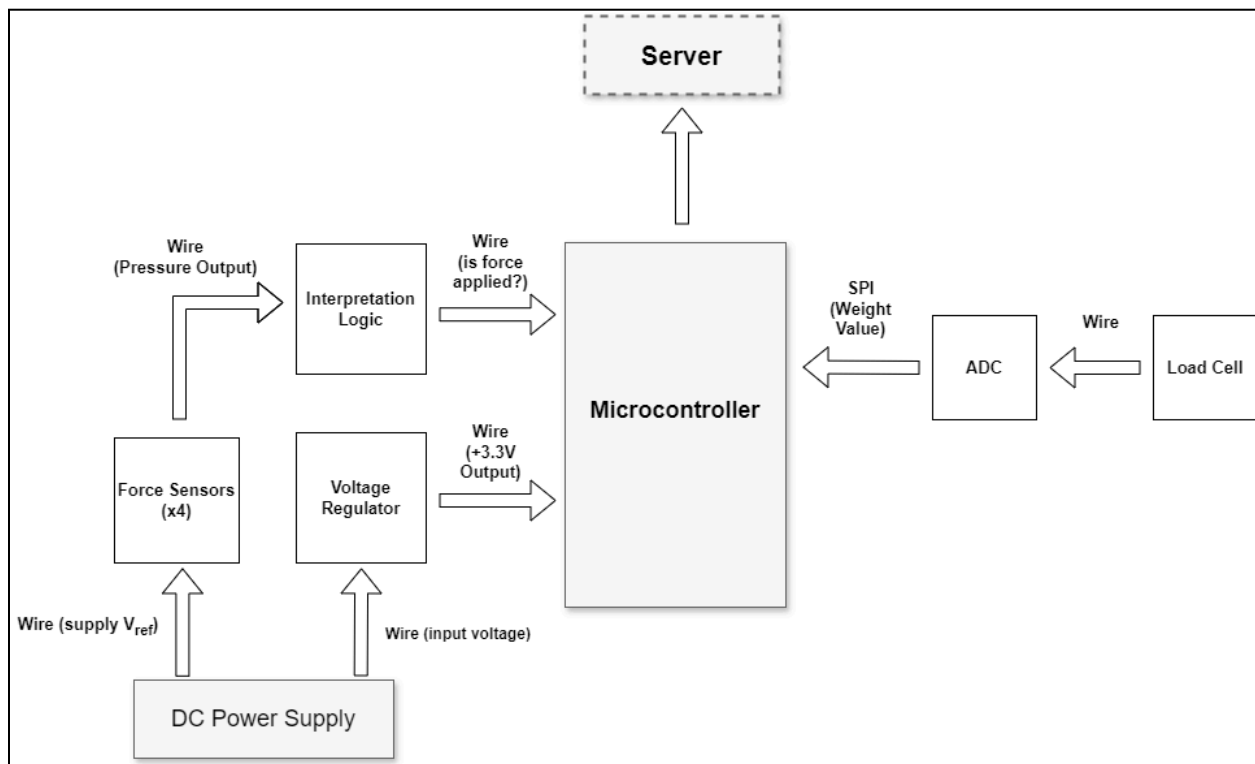 Server
Wire
(Pressure Output)
Interpretation
Logic
Wire
(is force
applied?)
Microcontroller
SPI
(Weight
Value)
ADC
Wire
Load Cell
Force Sensors
(x4)
Voltage
Regulator
Wire
(+3.3V
Output)
Wire (supply Vref)
Wire (input voltage)
DC Power Supply